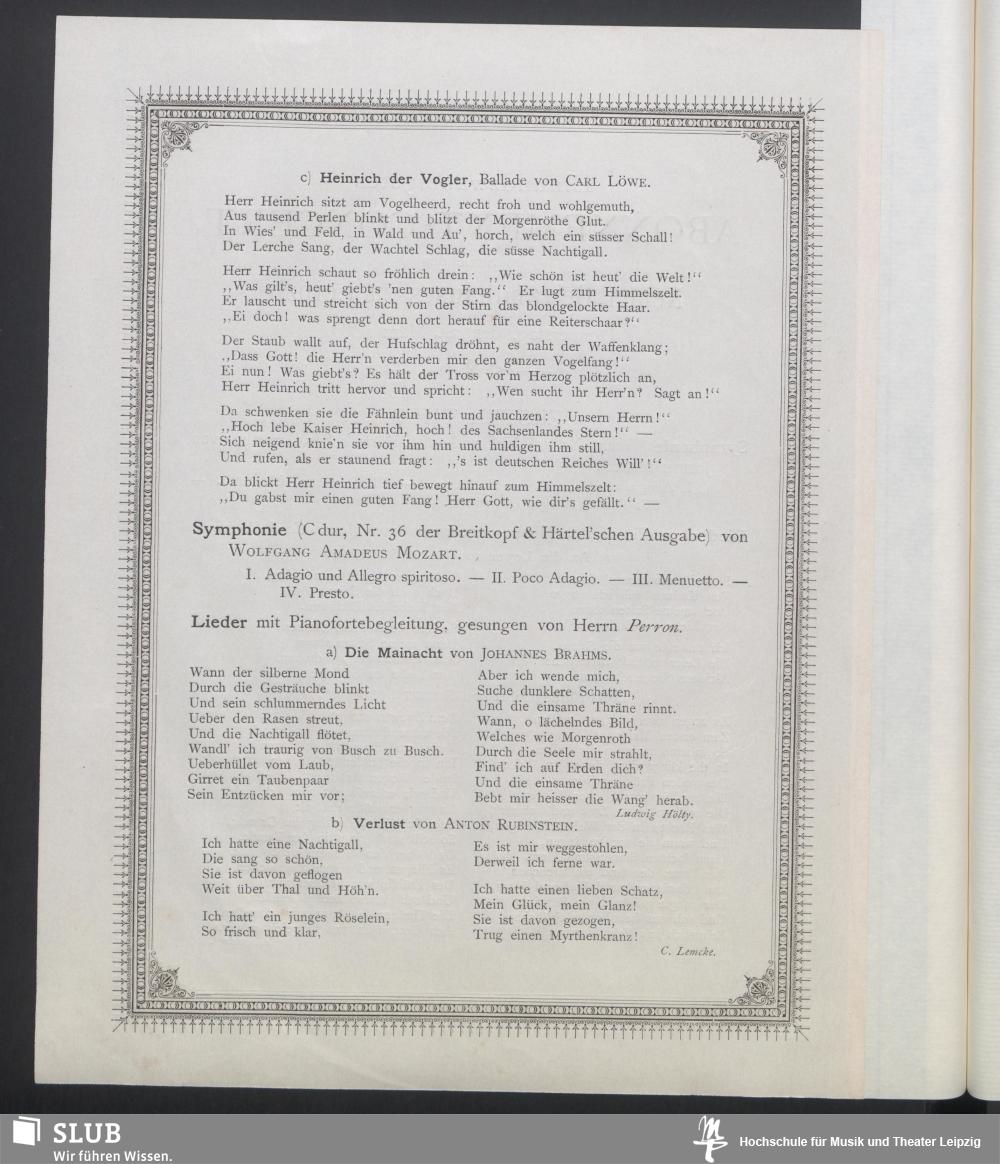 c) Heinrich der Vogler, Ballade von CARL LÖWE.
Herr Heinrich sitzt am Vogelheerd, recht froh und wohlgemuth,
Aus tausend Perlen blinkt und blitzt der Morgenröthe Glut.
In Wies' und Feld, in Wald und Au', horch, welch ein süsser Schall!
Der Lerche Sang, der Wachtel Schlag, die süsse Nachtigall.
Herr Heinrich schaut so fröhlich drein: ,,Wie schön ist heut' die Welt!“
,,Was gilt's, heut' giebt's 'nen guten Fang.“ Er lugt zum Himmelszelt.
Er lauscht und streicht sich von der Stirn das blondgelockte Haar.
,,Ei doch! was sprengt denn dort herauf für eine Reiterschaar?“
Der Staub wallt auf, der Hufschlag dröhnt, es naht der Waffenklang;
,,Dass Gott! die Herr'n verderben mir den ganzen Vogelfang!“
Ei nun! Was giebt's? Es hält der Tross vor'm Herzog plötzlich an,
Herr Heinrich tritt hervor und spricht: ,,Wen sucht ihr Herr'n? Sagt an!“
Da schwenken sie die Fähnlein bunt und jauchzen: ,,Unsern Herrn!“
,,Hoch lebe Kaiser Heinrich, hoch! des Sachsenlandes Stern!“ —
Sich neigend knie'n sie vor ihm hin und huldigen ihm still,
Und rufen, als er staunend fragt: ,,'s ist deutschen Reiches Will'!“
Da blickt Herr Heinrich tief bewegt hinauf zum Himmelszelt:
,,Du gabst mir einen guten Fang! Herr Gott, wie dir's gefällt.“ —
Symphonie (Cdur, Nr. 36 der Breitkopf & Härtel'schen Ausgabe) von
WOLFGANG AMADEUS MOZART.
I. Adagio und Allegro spiritoso. — II. Poco Adagio. — III. Menuetto. —
IV. Presto.
Lieder mit Pianofortebegleitung, gesungen von Herrn Perron.
a) Die Mainacht von JOHANNES BRAHMS.
Wann der silberne Mond
Durch die Gesträuche blinkt
Und sein schlummerndes Licht
Ueber den Rasen streut,
Und die Nachtigall flötet,
Wandl' ich traurig von Busch zu Busch.
Ueberhüllet vom Laub,
Girret ein Taubenpaar
Sein Entzücken mir vor;
Aber ich wende mich,
Suche dunklere Schatten,
Und die einsame Thräne rinnt.
Wann, o lächelndes Bild,
Welches wie Morgenroth
Durch die Seele mir strahlt,
Find' ich auf Erden dich?
Und die einsame Thräne
Bebt mir heisser die Wang' herab.
Ludwig Hölty.
b) Verlust von ANTON RUBINSTEIN.
Ich hatte eine Nachtigall,
Die sang so schön,
Sie ist davon geflogen
Weit über Thal und Höh'n.
Ich hatt' ein junges Röselein,
So frisch und klar,
Es ist mir weggestohlen,
Derweil ich ferne war.
Ich hatte einen lieben Schatz,
Mein Glück, mein Glanz!
Sie ist davon gezogen,
Trug einen Myrthenkranz!
C. Lemcke.
SLUB
Wir führen Wissen.
Hochschule für Musik und Theater Leipzig